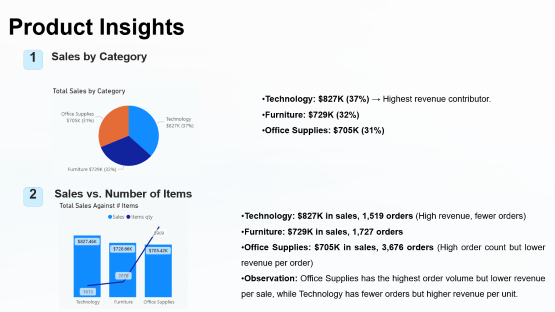 Product Insights
1 Sales by Category
Total Sales by Category
Office Supplies
$705K (31%)
Technology
$827K (37%)
Furniture $729K (32%)
•Technology: $827K (37%) → Highest revenue contributor.
•Furniture: $729K (32%)
•Office Supplies: $705K (31%)
2 Sales vs. Number of Items
Total Sales Against # Items
Sales Items qty
$827.46K
$728.66K
$705.42K
Technology
Furniture
Office Supplies
•Technology: $827K in sales, 1,519 orders (High revenue, fewer orders)
•Furniture: $729K in sales, 1,727 orders
•Office Supplies: $705K in sales, 3,676 orders (High order count but lower
revenue per order)
•Observation: Office Supplies has the highest order volume but lower revenue
per sale, while Technology has fewer orders but higher revenue per unit.